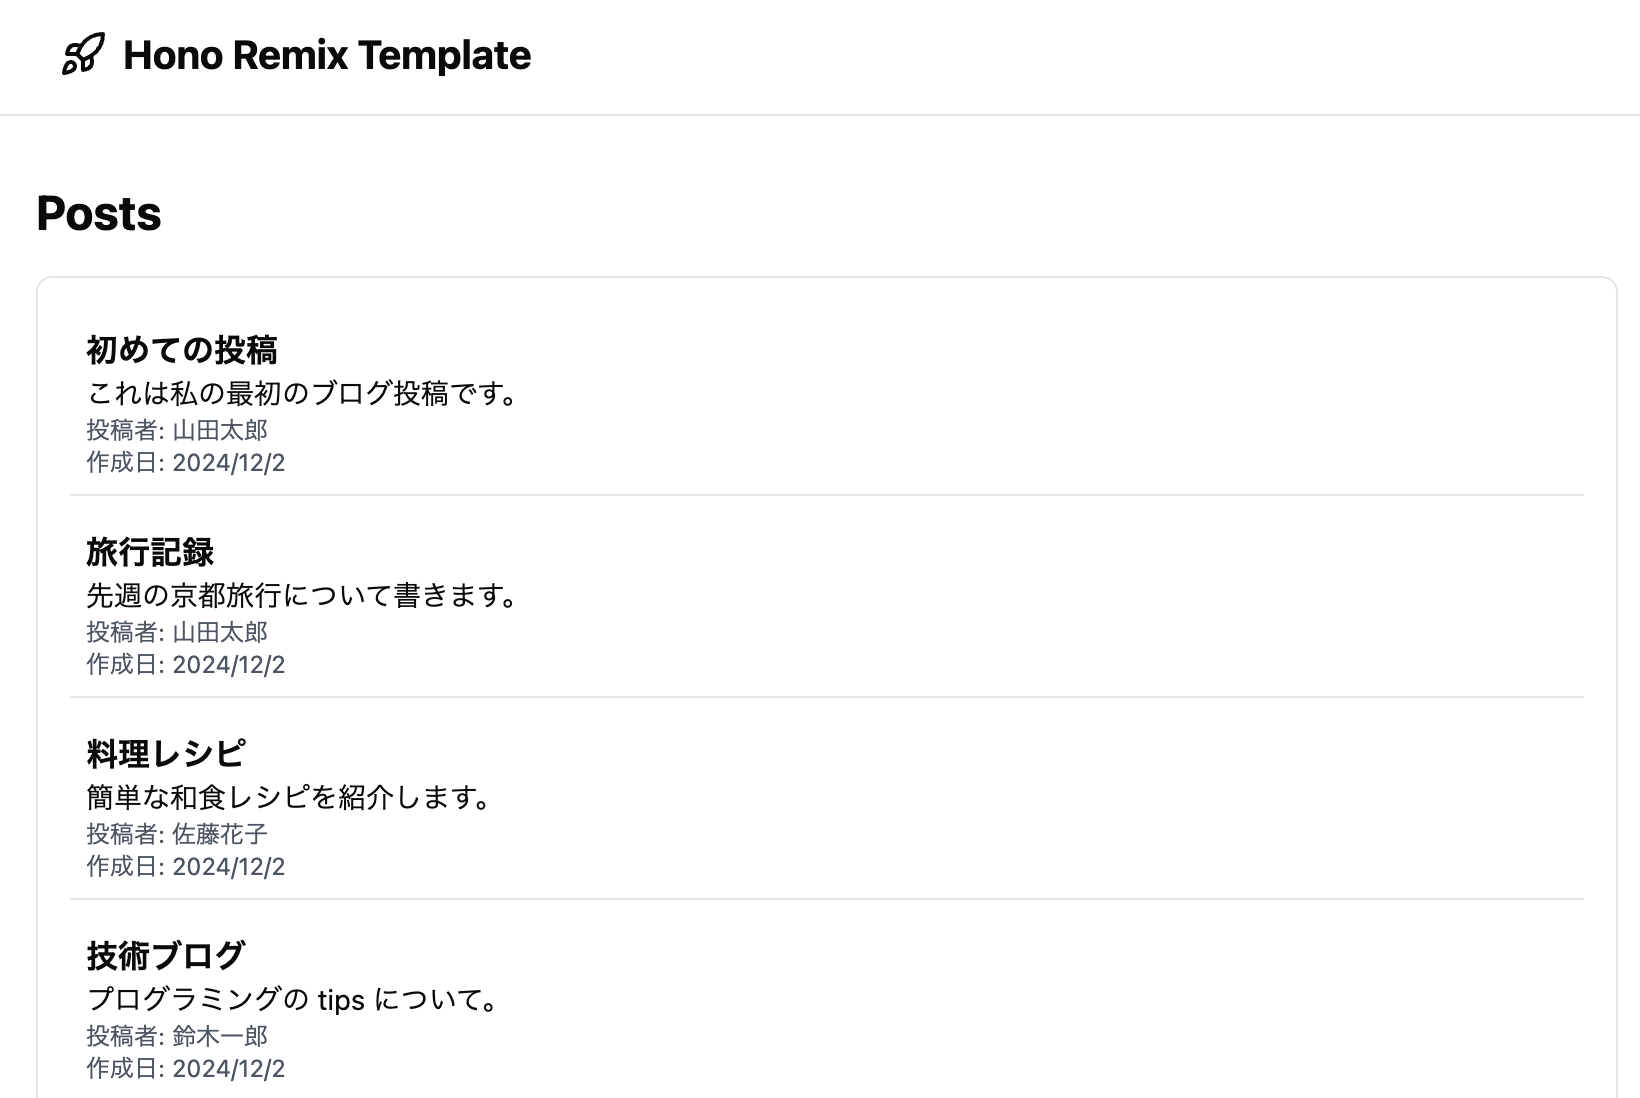 Hono Remix Template
Posts
初めての投稿
これは私の最初のブログ投稿です。
投稿者: 山田太郎
作成日: 2024/12/2
旅行記録
先週の京都旅行について書きます。
投稿者: 山田太郎
作成日: 2024/12/2
料理レシピ
簡単な和食レシピを紹介します。
投稿者: 佐藤花子
作成日: 2024/12/2
技術ブログ
プログラミングの tips について。
投稿者: 鈴木一郎
作成日: 2024/12/2